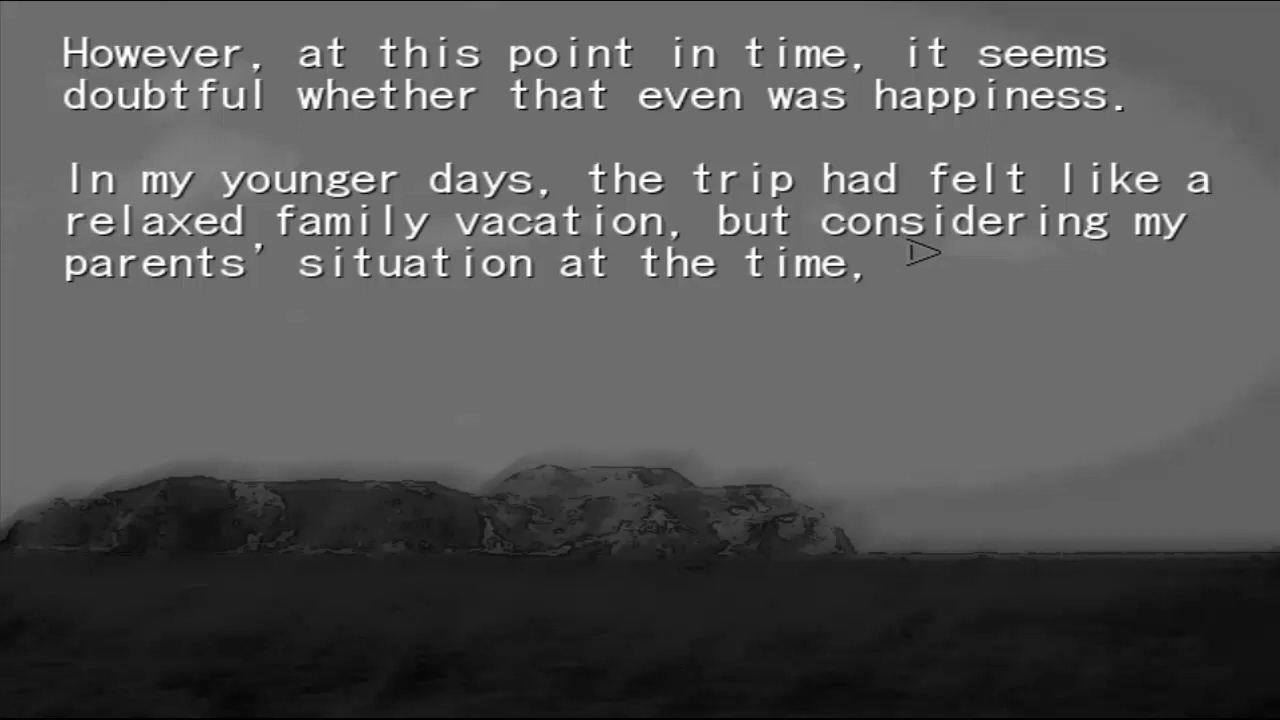 However, at this point in time, it seems
doubtful whether that even was happiness.
In my younger days, the trip had felt like a
relaxed family vacation, but considering my
parents' situation at the time,